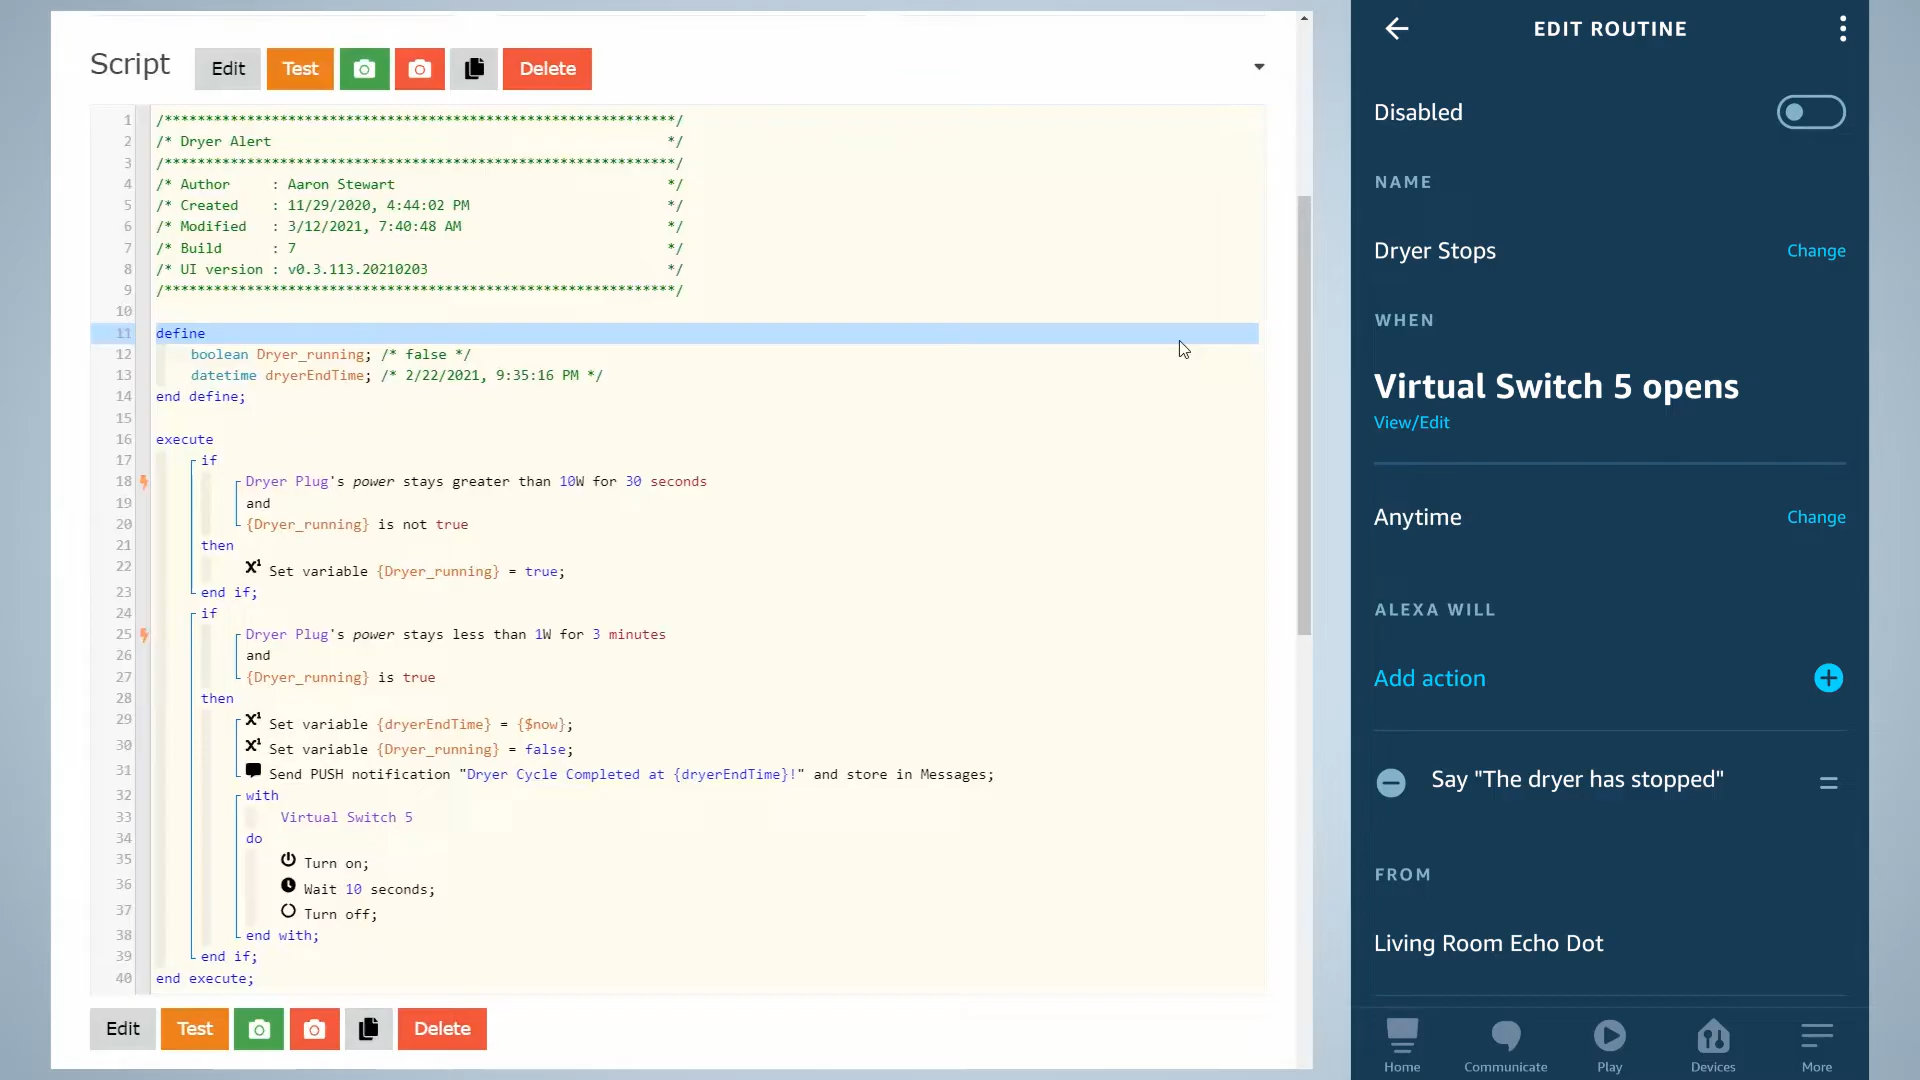 Script
Edit
Test
Delete
1 /**************************************************************/
2 /* Dryer Alert */
3 /**************************************************************/
4 /* Author : Aaron Stewart */
5 /* Created : 11/29/2020, 4:44:02 PM */
6 /* Modified : 3/12/2021, 7:40:48 AM */
7 /* Build : 7 */
8 /* UI version : v0.3.113.20210203 */
9 /**************************************************************/
10
11 define
12 boolean Dryer_running; /* false */
13 datetime dryerEndTime; /* 2/22/2021, 9:35:16 PM */
14 end define;
15
16 execute
17 if
18 Dryer Plug's power stays greater than 10W for 30 seconds
19 and
20 {Dryer_running} is not true
21 then
22 X¹ Set variable {Dryer_running} = true;
23 end if;
24 if
25 Dryer Plug's power stays less than 1W for 3 minutes
26 and
27 {Dryer_running} is true
28 then
29 X¹ Set variable {dryerEndTime} = {$now};
30 X¹ Set variable {Dryer_running} = false;
31 Send PUSH notification "Dryer Cycle Completed at {dryerEndTime}!" and store in Messages;
32 with
33 Virtual Switch 5
34 do
35 Turn on;
36 Wait 10 seconds;
37 Turn off;
38 end with;
39 end if;
40 end execute;
Edit
Test
Delete
EDIT ROUTINE
Disabled
NAME
Dryer Stops
Change
WHEN
Virtual Switch 5 opens
View/Edit
Anytime
Change
ALEXA WILL
Add action
Say "The dryer has stopped"
FROM
Living Room Echo Dot
Home
Communicate
Play
Devices
More